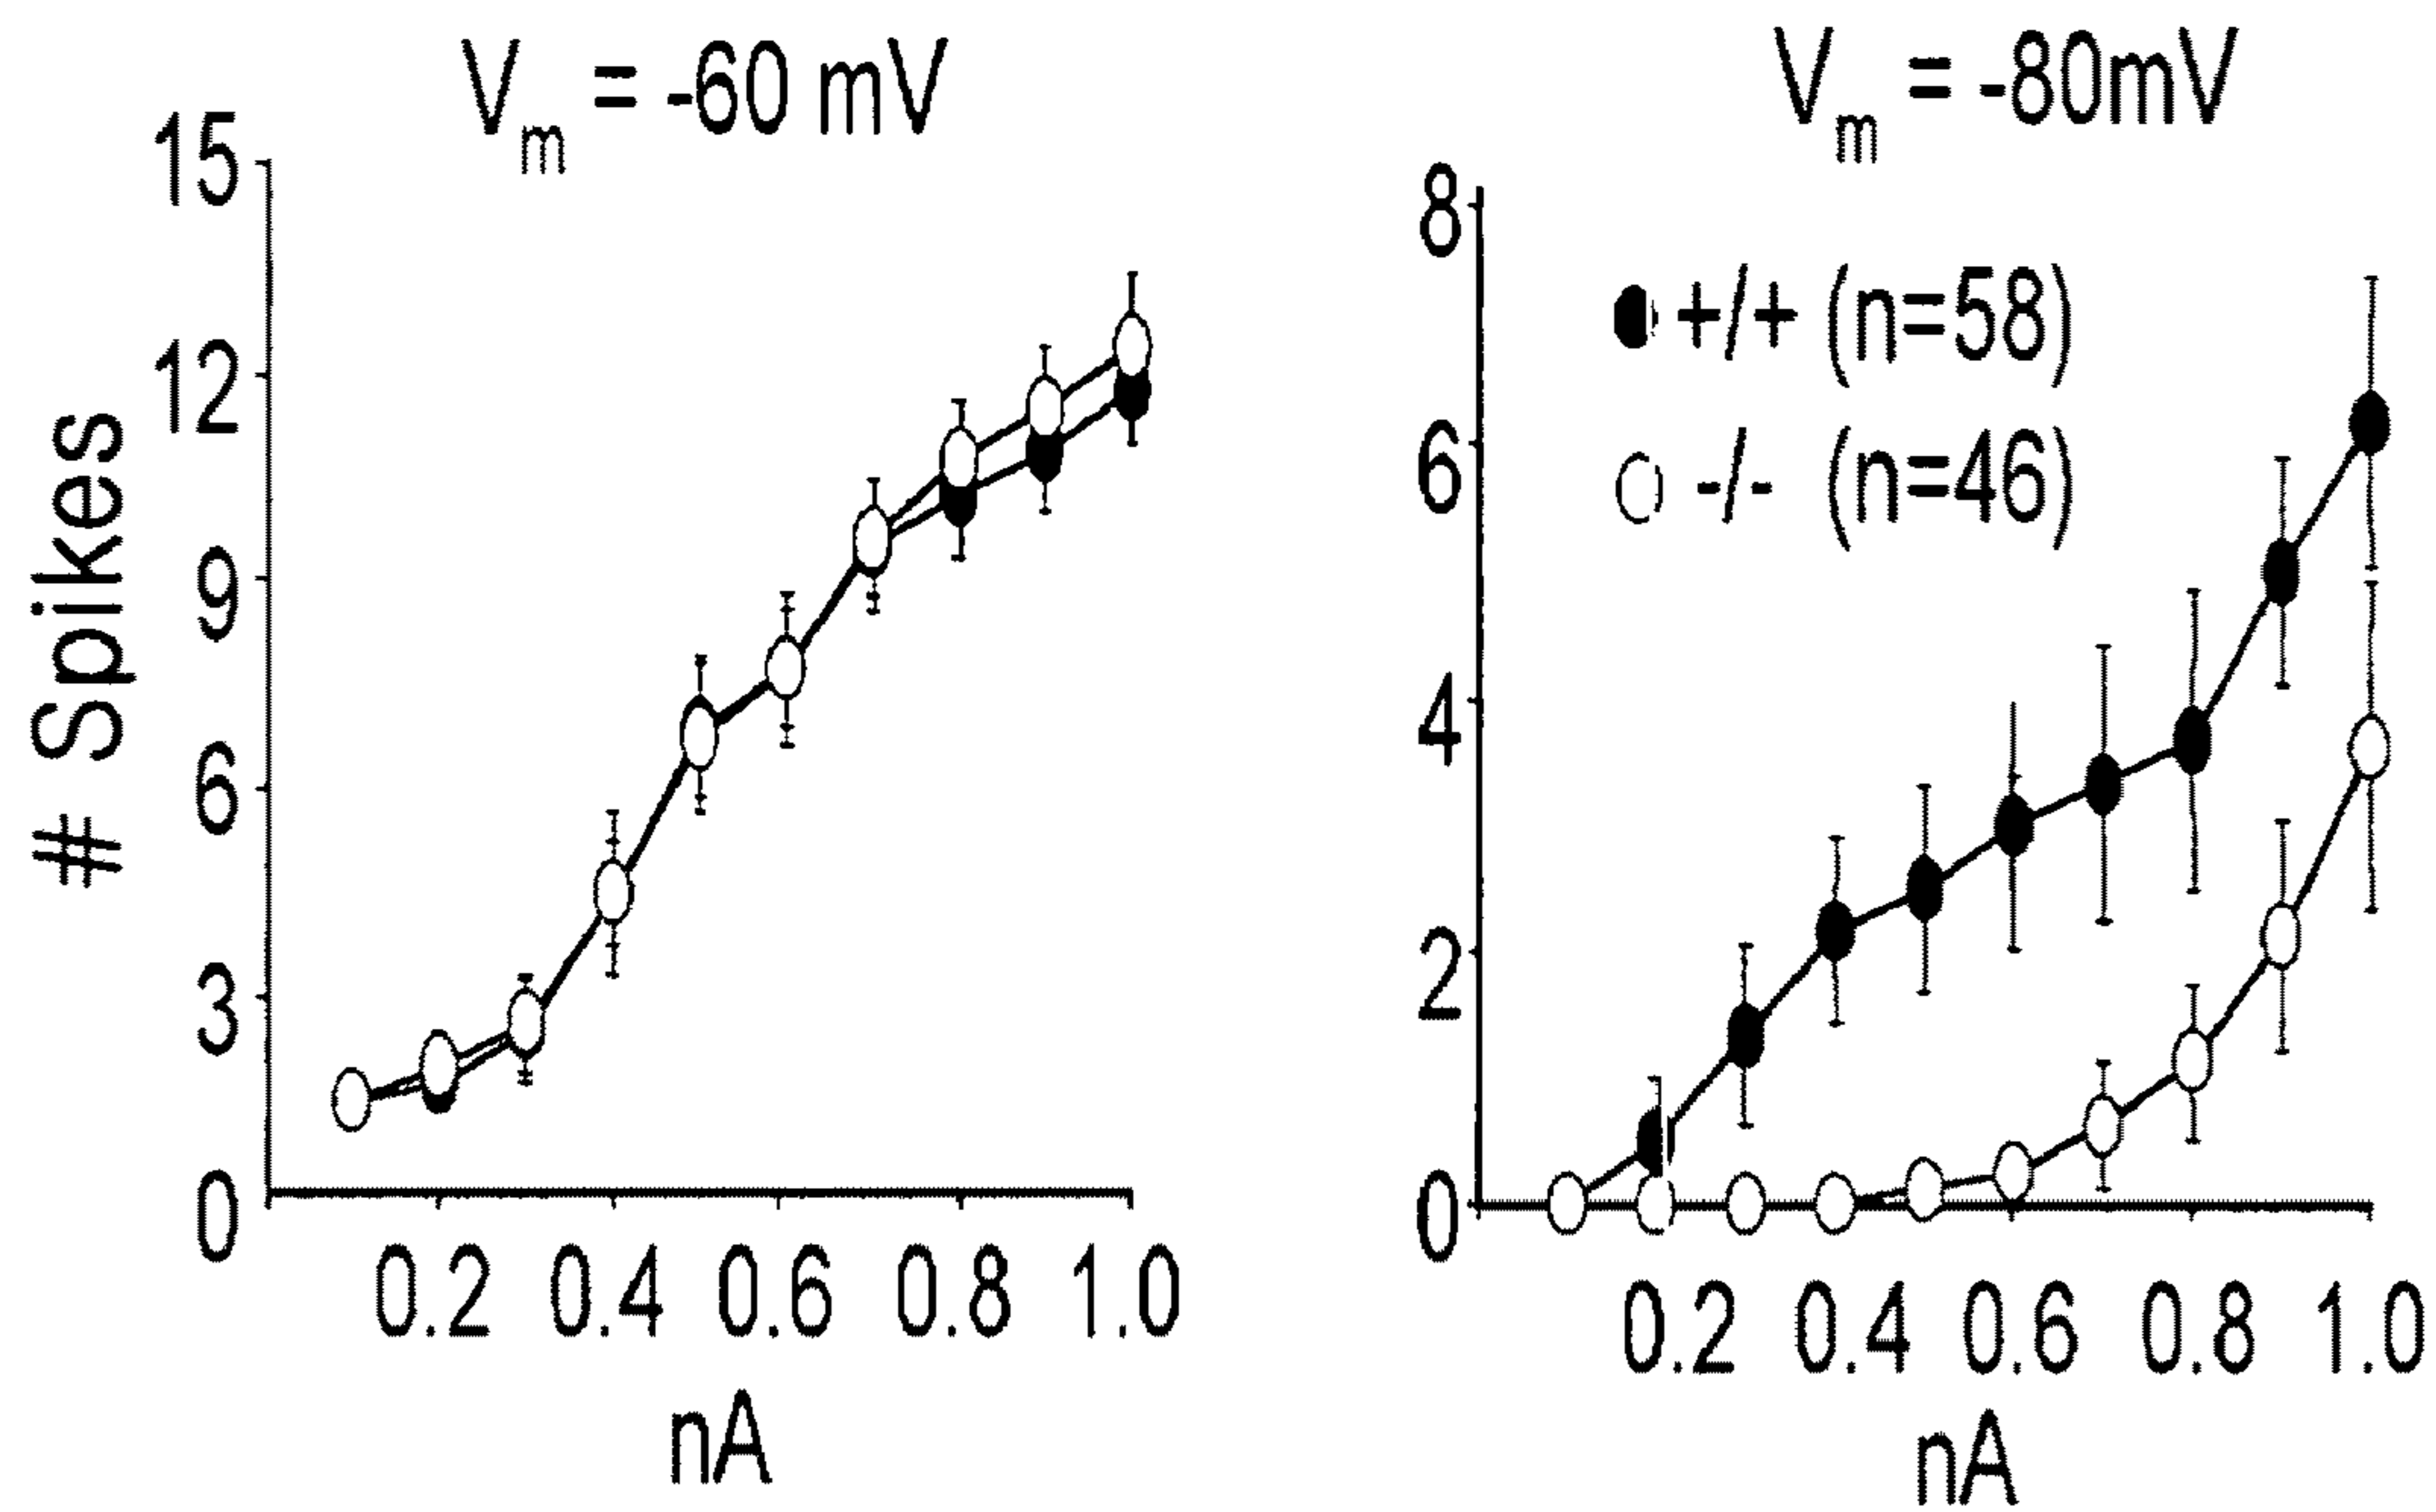 Vm = -60 mV
15
12
9
6
3
0
# Spikes
0.2 0.4 0.6 0.8 1.0
nA
Vm = -80mV
8
6
4
2
0
+/+ (n=58)
-/- (n=46)
0.2 0.4 0.6 0.8 1.0
nA